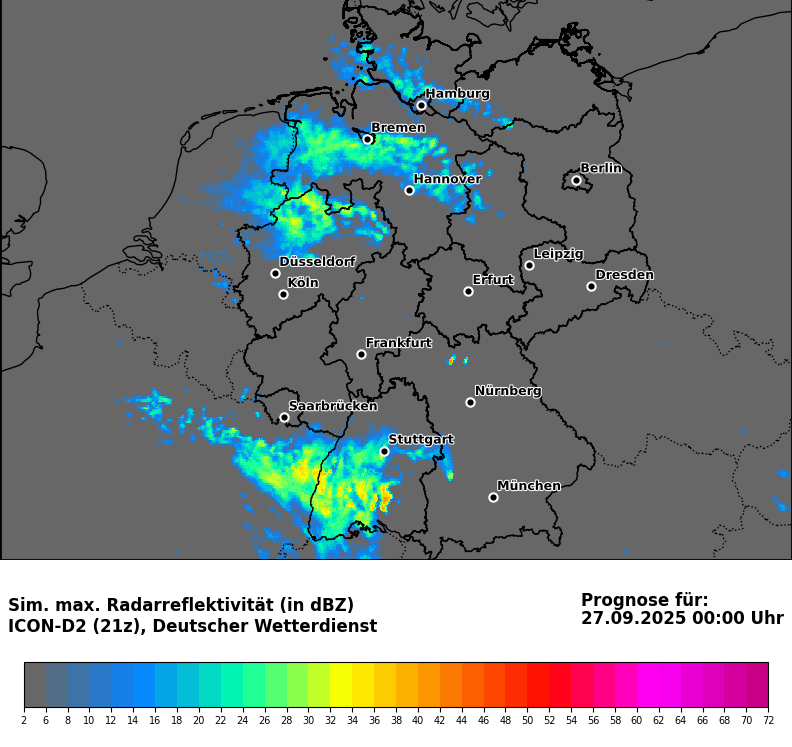 Hamburg
Bremen
Berlin
Hannover
Leipzig
Düsseldorf
Dresden
Erfurt
Köln
Frankfurt
Nürnberg
Saarbrücken
Stuttgart
München
Sim. max. Radarreflektivität (in dBZ)
ICON-D2 (21z), Deutscher Wetterdienst
Prognose für:
27.09.2025 00:00 Uhr
2 6 8 10 12 14 16 18 20 22 24 26 28 30 32 34 36 38 40 42 44 46 48 50 52 54 56 58 60 62 64 66 68 70 72